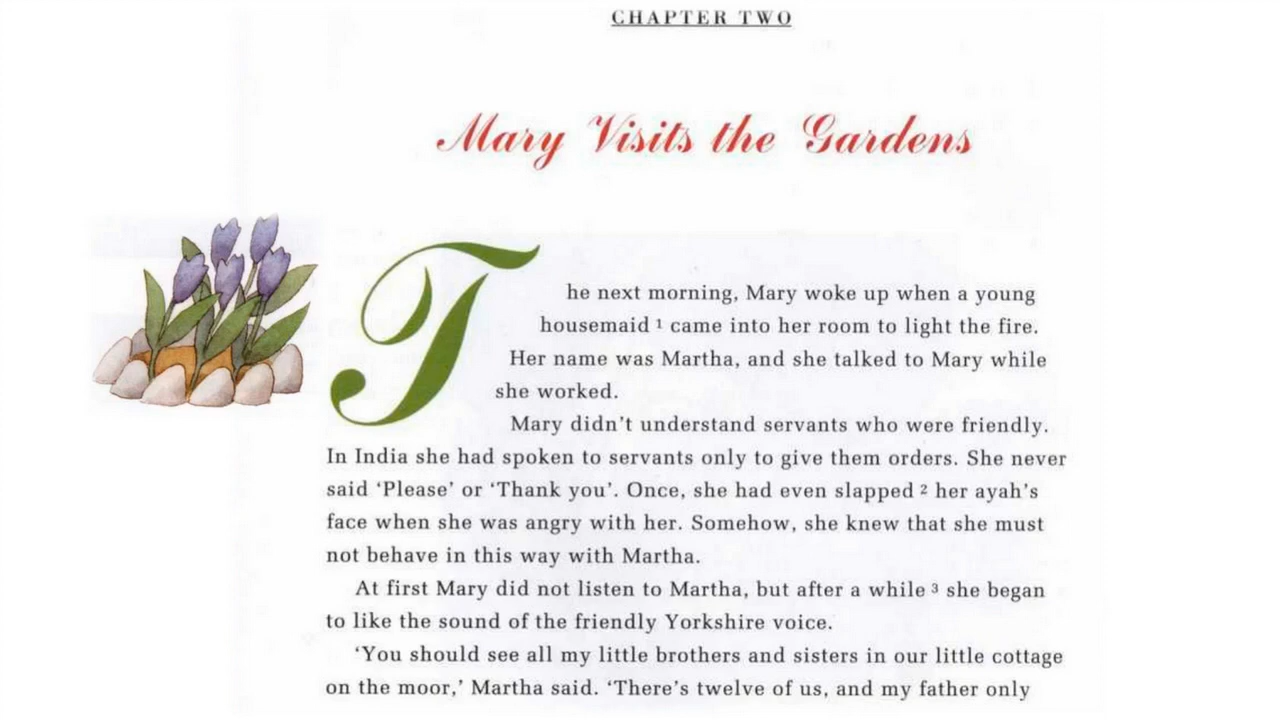 CHAPTER TWO
Mary Visits the Gardens
The next morning, Mary woke up when a young
housemaid 1 came into her room to light the fire.
Her name was Martha, and she talked to Mary while
she worked.
Mary didn't understand servants who were friendly.
In India she had spoken to servants only to give them orders. She never
said ‘Please’ or ‘Thank you’. Once, she had even slapped 2 her ayah's
face when she was angry with her. Somehow, she knew that she must
not behave in this way with Martha.
At first Mary did not listen to Martha, but after a while 3 she began
to like the sound of the friendly Yorkshire voice.
‘You should see all my little brothers and sisters in our little cottage
on the moor,’ Martha said. ‘There's twelve of us, and my father only